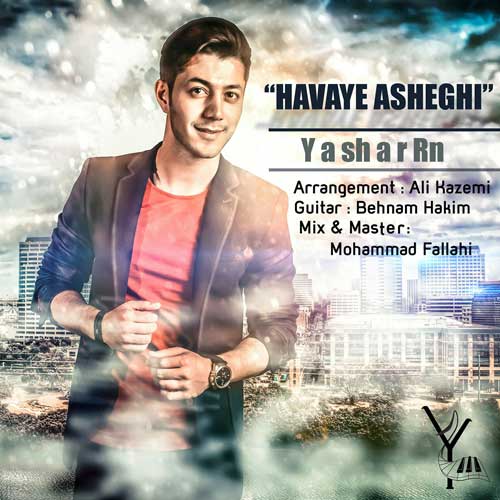 “HAVAYE ASHEGHI”
Yashar Rn
Arrangement : Ali Kazemi
Guitar : Behnam Hakim
Mix & Master:
Mohammad Fallahi
Y